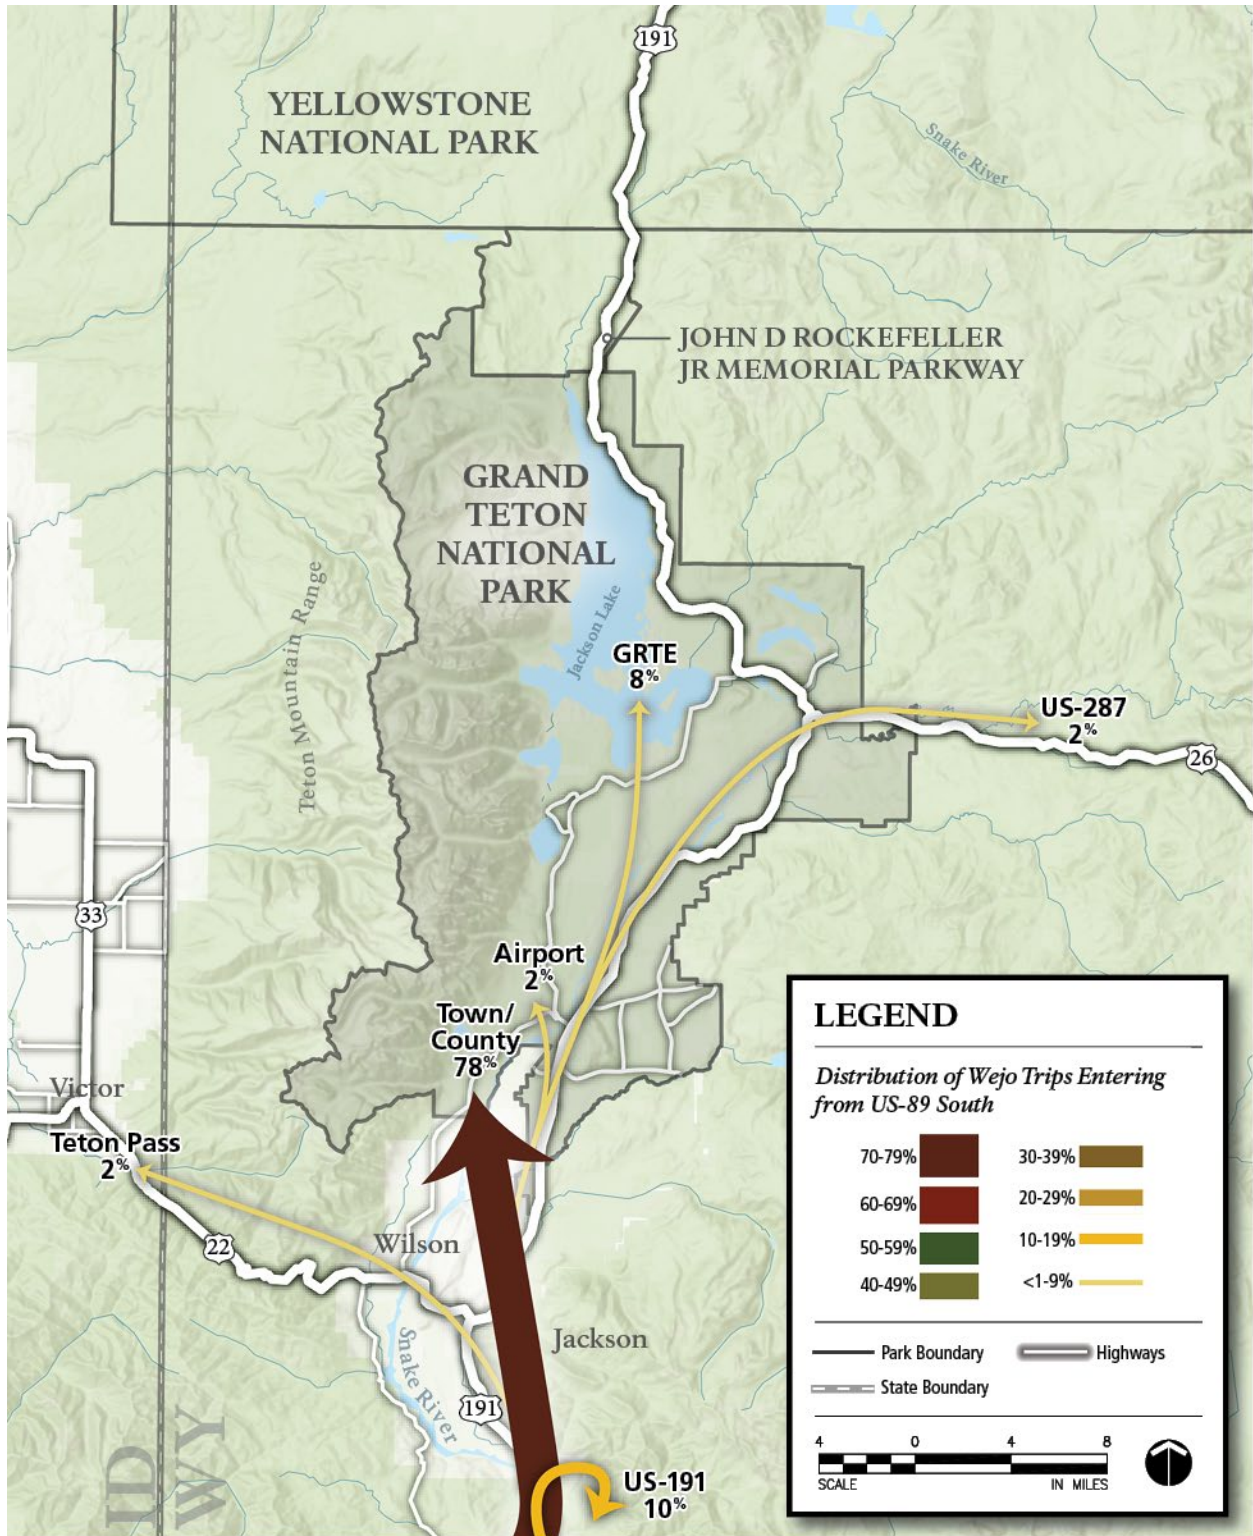 191
YELLOWSTONE
NATIONAL PARK
Snake River
JOHN D ROCKEFELLER
JR MEMORIAL PARKWAY
GRAND
TETON
NATIONAL
PARK
Jackson Lake
Teton Mountain Range
GRTE
8%
US-287
2%
26
33
Airport
2%
Town/
County
78%
Victor
Teton Pass
2%
22
Wilson
Jackson
Snake River
191
ID
WY
US-191
10%
LEGEND
Distribution of Wejo Trips Entering
from US-89 South
70-79%
60-69%
50-59%
40-49%
30-39%
20-29%
10-19%
<1-9%
Park Boundary
Highways
State Boundary
4 0 4 8
SCALE IN MILES